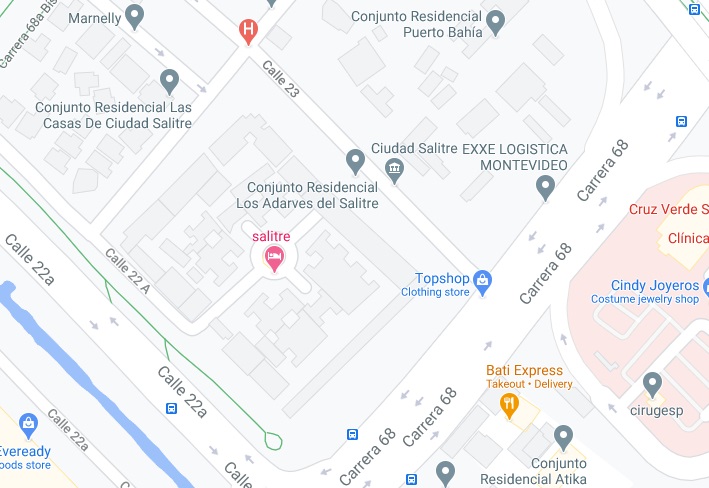 Marnelly
Carrera 68a Bis
H
Conjunto Residencial
Puerto Bahía
Calle 23
Conjunto Residencial Las
Casas De Ciudad Salitre
Ciudad Salitre
EXXE LOGISTICA
MONTEVIDEO
Carrera 68
Conjunto Residencial
Los Adarves del Salitre
Cruz Verde S
Clínica
salitre
Calle 22a
Calle 22 A
Carrera 68
Topshop
Clothing store
Cindy Joyeros
Costume jewelry shop
Bati Express
Takeout • Delivery
Calle 22a
cirugesp
Carrera 68
Carrera 68
Eveready
oods store
Calle 22a
Calle
Conjunto
Residencial Atika